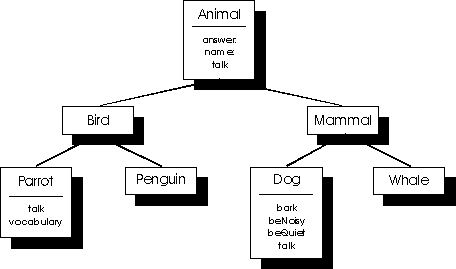 Animal
answer:
name:
talk
Bird
Mammal
Parrot
talk
vocabulary
Penguin
Dog
bark
beNoisy
beQuiet
talk
Whale